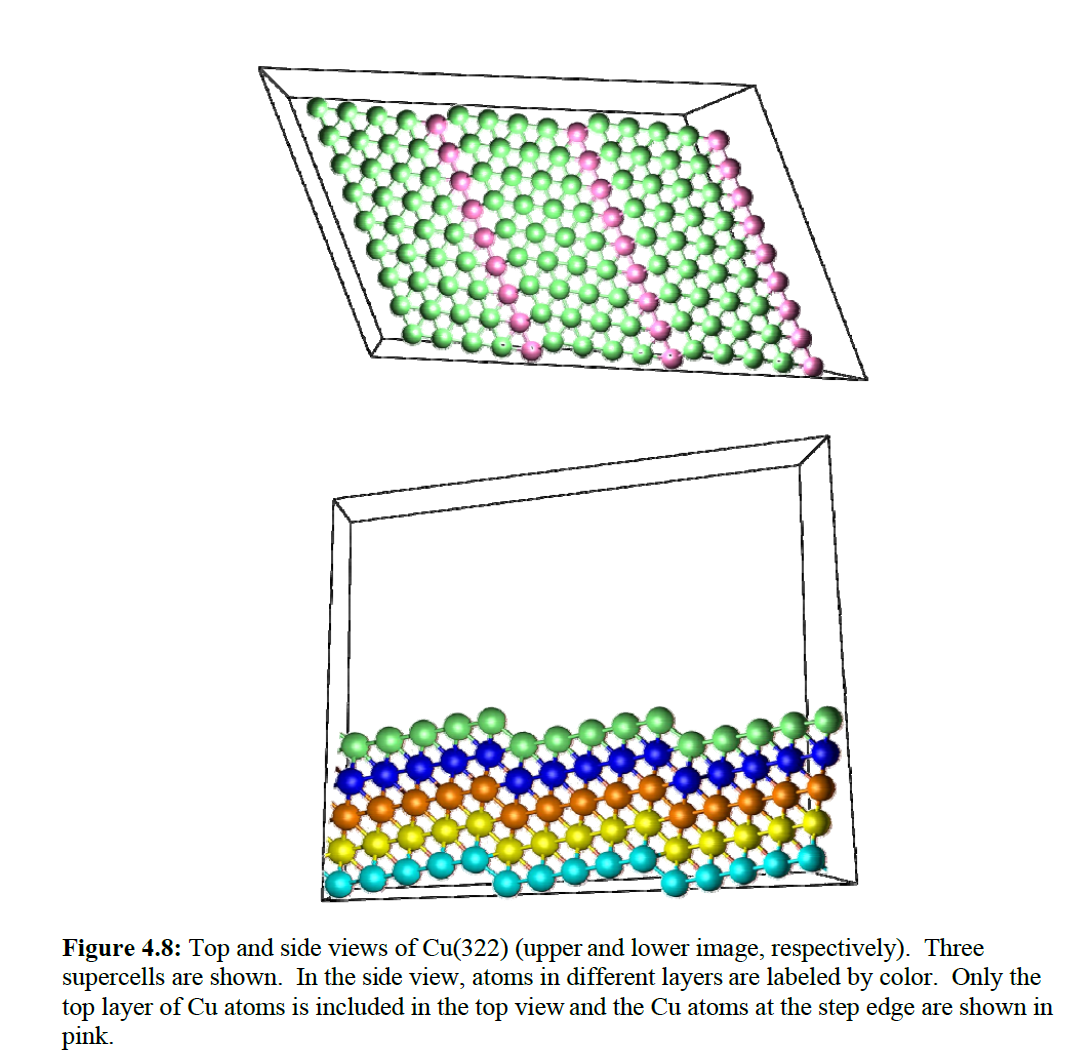 Figure 4.8: Top and side views of Cu(322) (upper and lower image, respectively).  Three
supercells are shown.  In the side view, atoms in different layers are labeled by color.  Only the
top layer of Cu atoms is included in the top view and the Cu atoms at the step edge are shown in
pink.